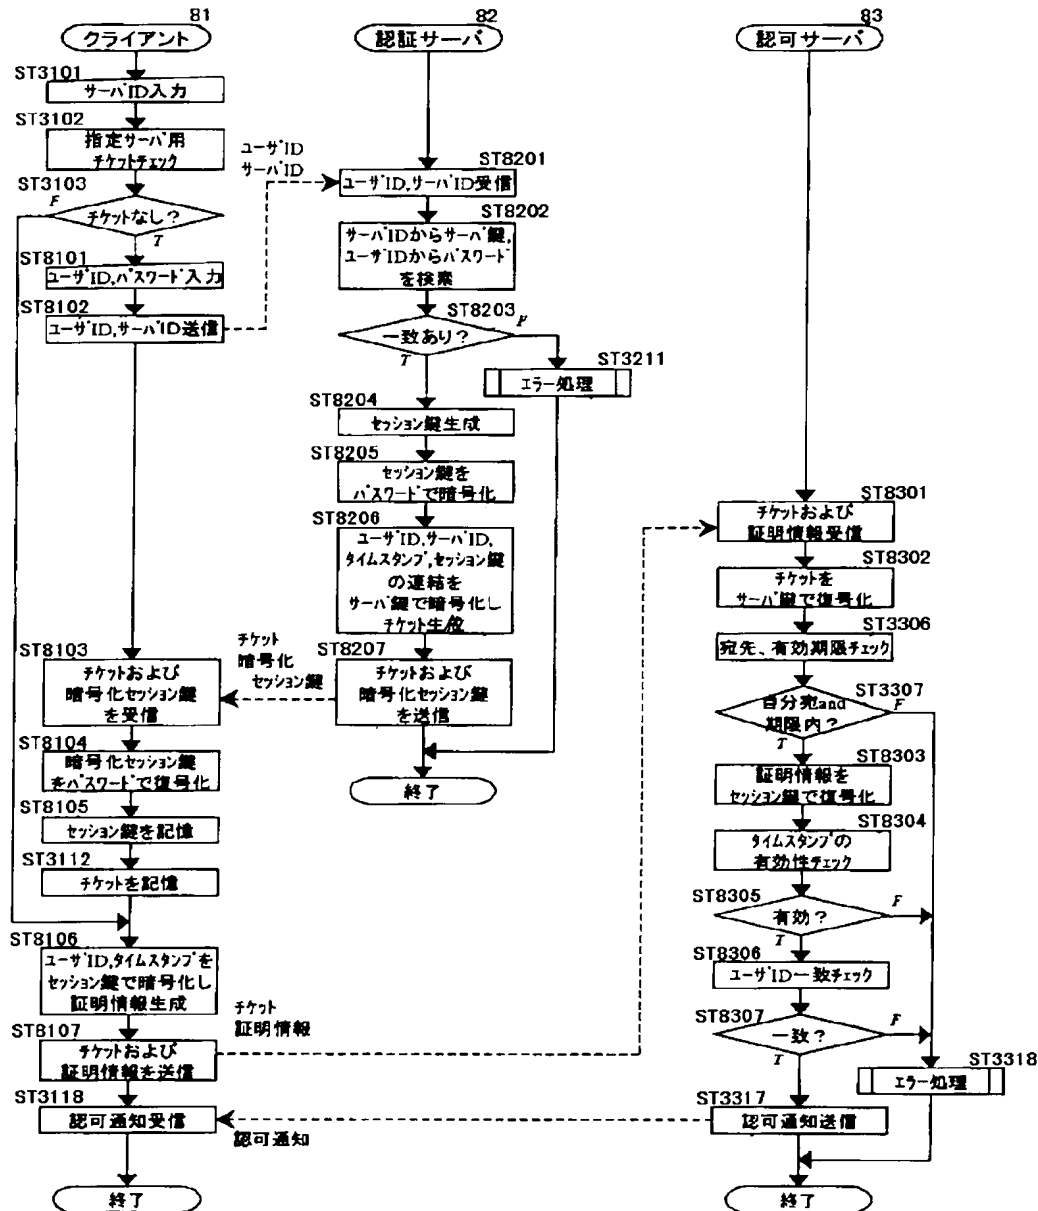 81
クライアント
ST3101
サーバID入力
ST3102
指定サーバ用
チケットチェック
ST3103
F
チケットなし?
T
ST8101
ユーザID,パスワード入力
ST8102
ユーザID,サーバID送信
ユーザID
サーバID
ST8103
チケットおよび
暗号化セッション鍵
を受信
ST8104
暗号化セッション鍵
をパスワードで復号化
ST8105
セッション鍵を記憶
ST3112
チケットを記憶
ST8106
ユーザID,タイムスタンプを
セッション鍵で暗号化し
証明情報生成
ST8107
チケットおよび
証明情報を送信
チケット
証明情報
ST3118
認可通知受信
認可通知
終了
82
認証サーバ
ST8201
ユーザID,サーバID受信
ST8202
サーバIDからサーバ鍵,
ユーザIDからパスワード
を検索
ST8203
一致あり?
F
T
ST3211
エラー処理
ST8204
セッション鍵生成
ST8205
セッション鍵を
パスワードで暗号化
ST8206
ユーザID,サーバID,
タイムスタンプ,セッション鍵
の連結を
サーバ鍵で暗号化し
チケット生成
ST8207
チケットおよび
暗号化セッション鍵
を送信
チケット
暗号化
セッション鍵
終了
83
認可サーバ
ST8301
チケットおよび
証明情報受信
ST8302
チケットを
サーバ鍵で復号化
ST3306
宛先、有効期限チェック
ST3307
自分宛and
期限内?
F
T
ST8303
証明情報を
セッション鍵で復号化
ST8304
タイムスタンプの
有効性チェック
ST8305
有効?
F
T
ST8306
ユーザID一致チェック
ST8307
一致?
F
T
ST3318
エラー処理
ST3317
認可通知送信
終了